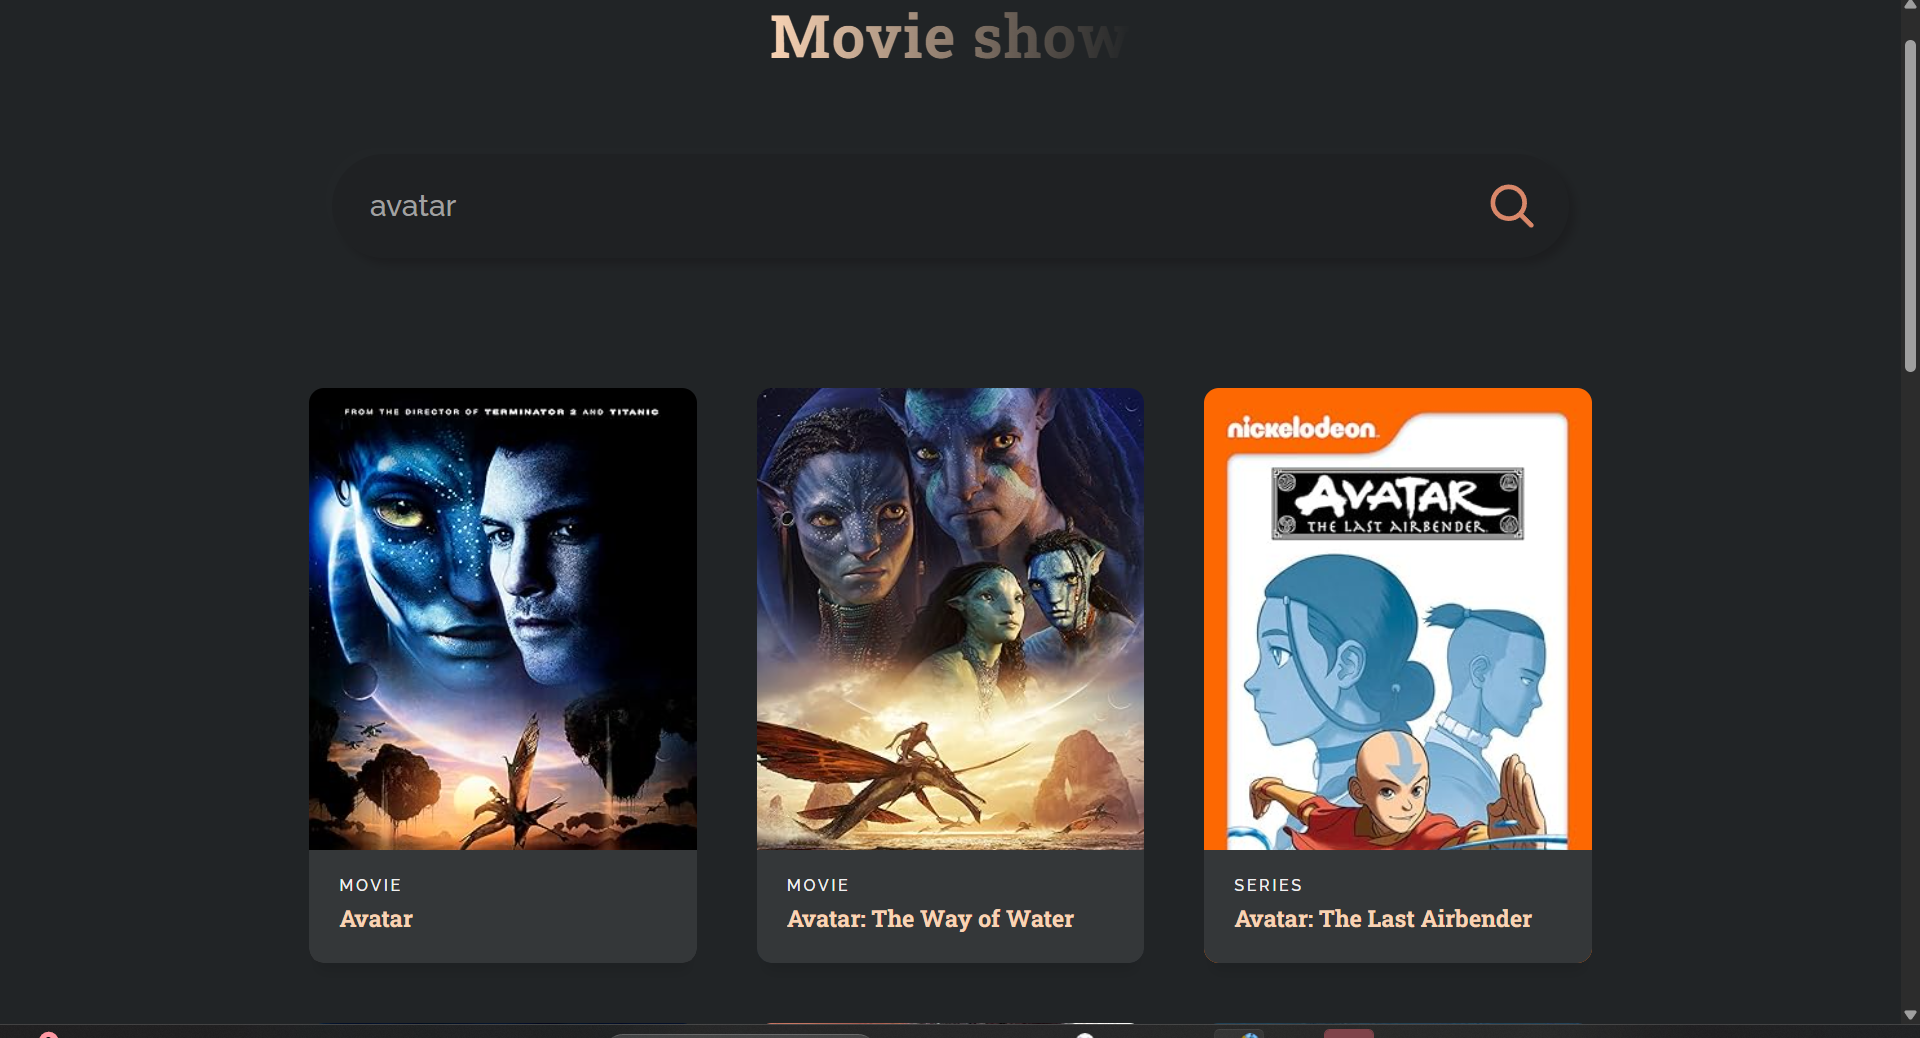 Movie show
avatar
FROM THE DIRECTOR OF TERMINATOR 2 AND TITANIC
nickelodeon
AVATAR
THE LAST AIRBENDER
MOVIE
Avatar
MOVIE
Avatar: The Way of Water
SERIES
Avatar: The Last Airbender